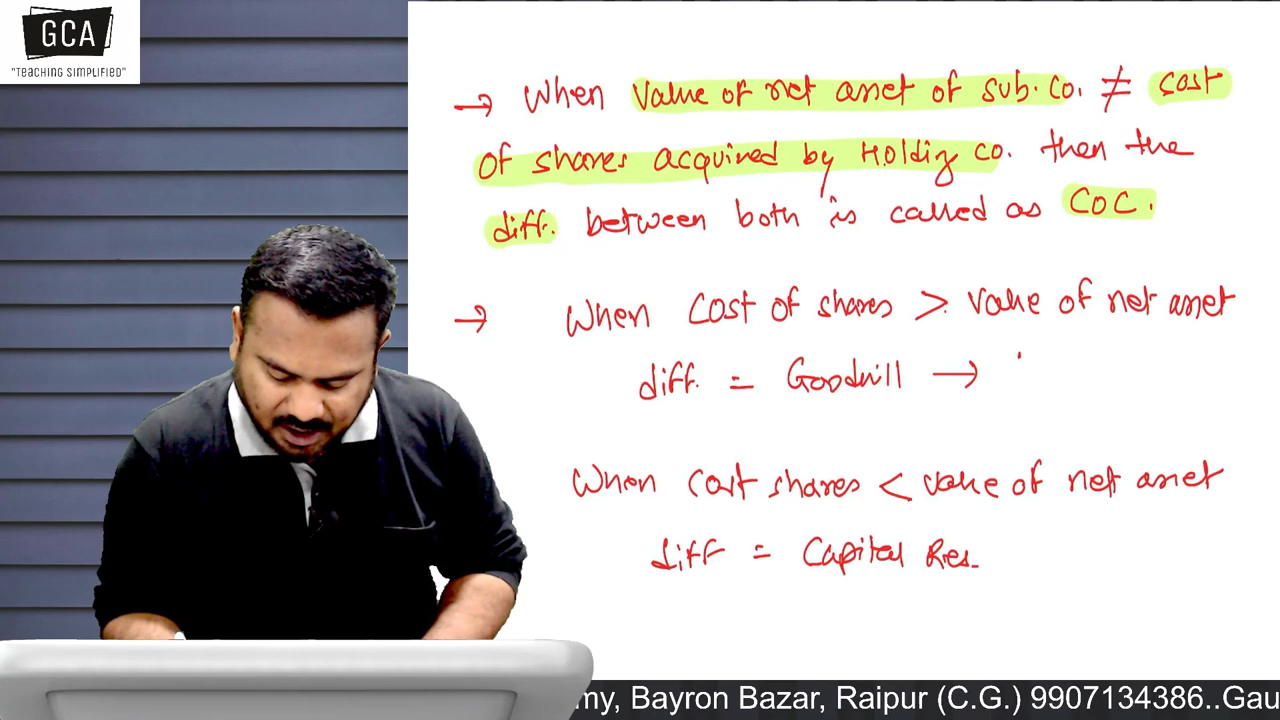 GCA
"TEACHING SIMPLIFIED"
→ When value of net asset of sub. co. ≠ cost
of shares acquired by Holdig co. then the
diff. between both is called as COC.
→ When cost of shares > value of net asset
diff. = Goodwill →
When cost shares < value of net asset
diff = Capital Res.
my, Bayron Bazar, Raipur (C.G.) 9907134386..Gau